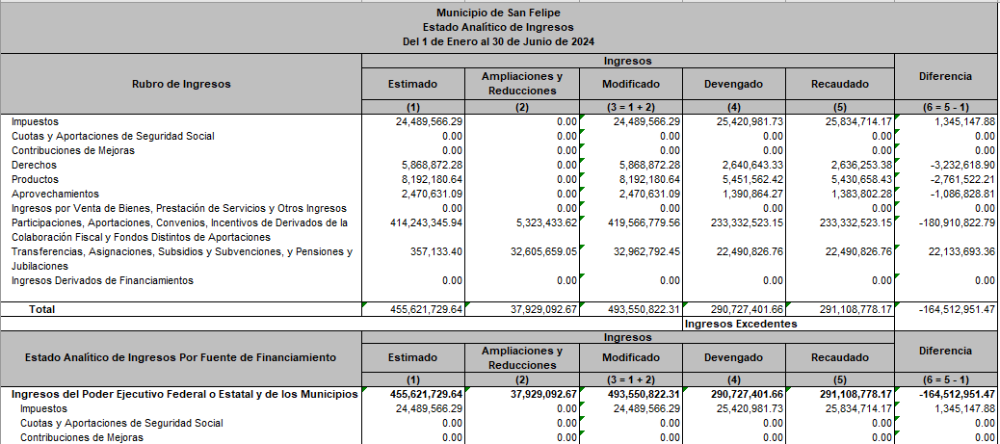 Municipio de San Felipe
Estado Analítico de Ingresos
Del 1 de Enero al 30 de Junio de 2024
Rubro de Ingresos
Ingresos
Diferencia
Estimado
Ampliaciones y Reducciones
Modificado
Devengado
Recaudado
(1) (2) (3 = 1 + 2) (4) (5) (6 = 5 - 1)
Impuestos 24,489,566.29 0.00 24,489,566.29 25,420,981.73 25,834,714.17 1,345,147.88
Cuotas y Aportaciones de Seguridad Social 0.00 0.00 0.00 0.00 0.00 0.00
Contribuciones de Mejoras 0.00 0.00 0.00 0.00 0.00 0.00
Derechos 5,868,872.28 0.00 5,868,872.28 2,640,643.33 2,636,253.38 -3,232,618.90
Productos 8,192,180.64 0.00 8,192,180.64 5,451,562.42 5,430,658.43 -2,761,522.21
Aprovechamientos 2,470,631.09 0.00 2,470,631.09 1,390,864.27 1,383,802.28 -1,086,828.81
Ingresos por Venta de Bienes, Prestación de Servicios y Otros Ingresos 0.00 0.00 0.00 0.00 0.00 0.00
Participaciones, Aportaciones, Convenios, Incentivos de Derivados de la 414,243,345.94 5,323,433.62 419,566,779.56 233,332,523.15 233,332,523.15 -180,910,822.79
Colaboración Fiscal y Fondos Distintos de Aportaciones
Transferencias, Asignaciones, Subsidios y Subvenciones, y Pensiones y 357,133.40 32,605,659.05 32,962,792.45 22,490,826.76 22,490,826.76 22,133,693.36
Jubilaciones
Ingresos Derivados de Financiamientos 0.00 0.00 0.00 0.00 0.00 0.00
Total 455,621,729.64 37,929,092.67 493,550,822.31 290,727,401.66 291,108,778.17 -164,512,951.47
Ingresos Excedentes
Estado Analítico de Ingresos Por Fuente de Financiamiento
Ingresos
Diferencia
Estimado
Ampliaciones y Reducciones
Modificado
Devengado
Recaudado
(1) (2) (3 = 1 + 2) (4) (5) (6 = 5 - 1)
Ingresos del Poder Ejecutivo Federal o Estatal y de los Municipios 455,621,729.64 37,929,092.67 493,550,822.31 290,727,401.66 291,108,778.17 -164,512,951.47
Impuestos 24,489,566.29 0.00 24,489,566.29 25,420,981.73 25,834,714.17 1,345,147.88
Cuotas y Aportaciones de Seguridad Social 0.00 0.00 0.00 0.00 0.00 0.00
Contribuciones de Mejoras 0.00 0.00 0.00 0.00 0.00 0.00